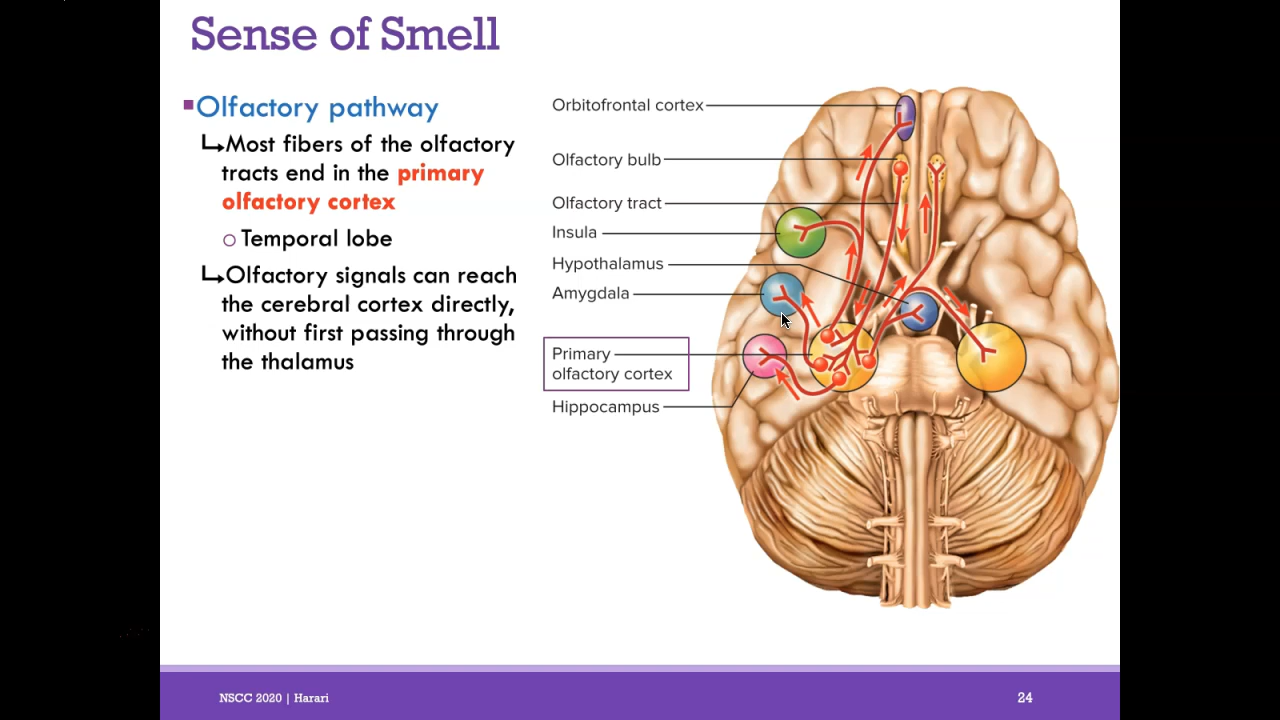 Sense of Smell
Olfactory pathway
Most fibers of the olfactory
tracts end in the primary
olfactory cortex
Temporal lobe
Olfactory signals can reach
the cerebral cortex directly,
without first passing through
the thalamus
Orbitofrontal cortex
Olfactory bulb
Olfactory tract
Insula
Hypothalamus
Amygdala
Primary
olfactory cortex
Hippocampus
NSCC 2020 | Harari
24